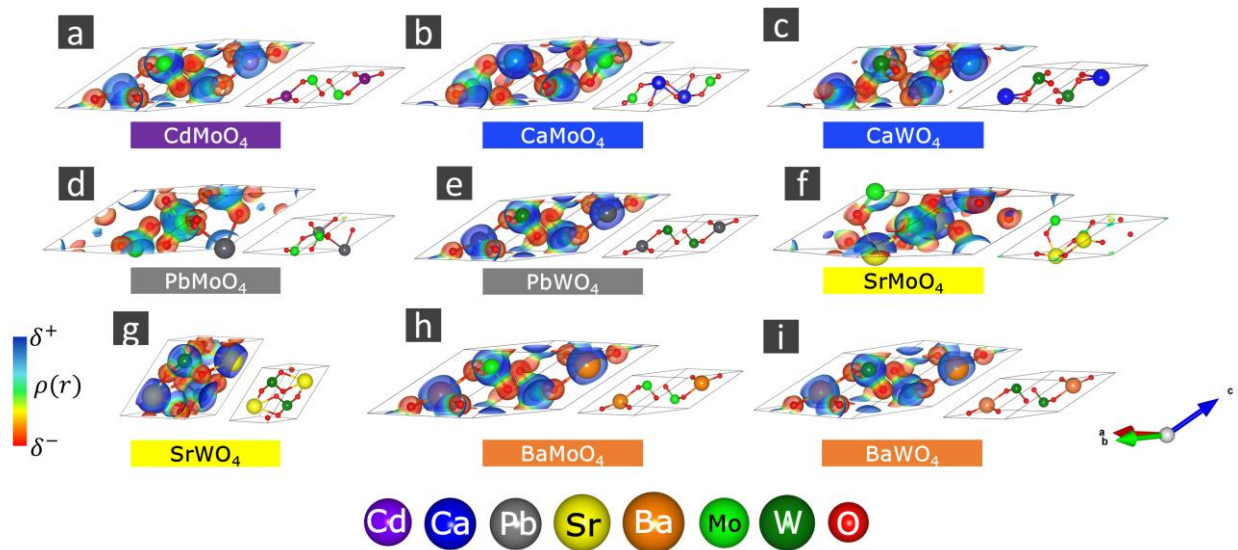 a
b
c
CdMoO₄
CaMoO₄
CaWO₄
d
e
f
PbMoO₄
PbWO₄
SrMoO₄
g
h
i
δ⁺
ρ(r)
δ⁻
SrWO₄
BaMoO₄
BaWO₄
c
a
b
Cd Ca Pb Sr Ba Mo W O